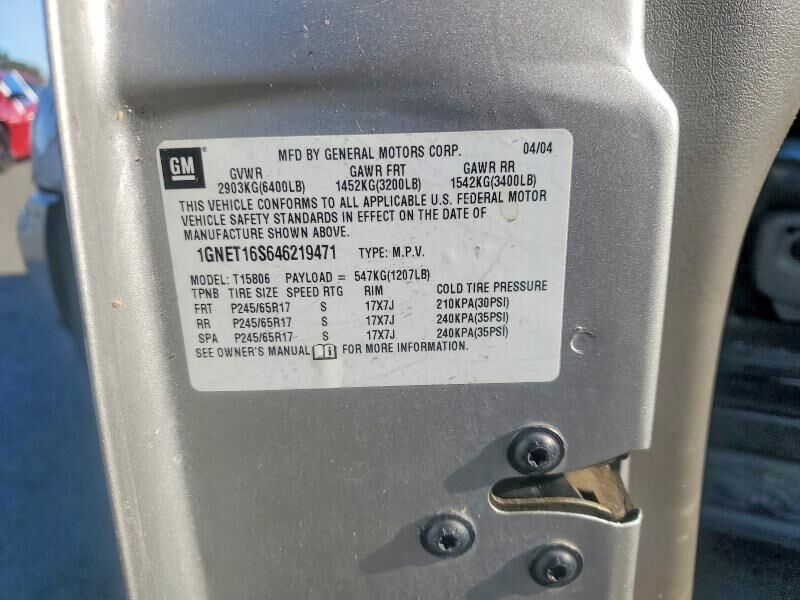 GM
MFD BY GENERAL MOTORS CORP. 04/04
GVWR GAWR FRT GAWR RR
2903KG(6400LB) 1452KG(3200LB) 1542KG(3400LB)
THIS VEHICLE CONFORMS TO ALL APPLICABLE U.S. FEDERAL MOTOR
VEHICLE SAFETY STANDARDS IN EFFECT ON THE DATE OF
MANUFACTURE SHOWN ABOVE.
1GNET16S646219471 TYPE: M.P.V.
MODEL: T15806 PAYLOAD = 547KG(1207LB)
TPNB TIRE SIZE SPEED RTG RIM COLD TIRE PRESSURE
FRT P245/65R17 S 17X7J 210KPA(30PSI)
RR P245/65R17 S 17X7J 240KPA(35PSI)
SPA P245/65R17 S 17X7J 240KPA(35PSI)
SEE OWNER'S MANUAL FOR MORE INFORMATION.